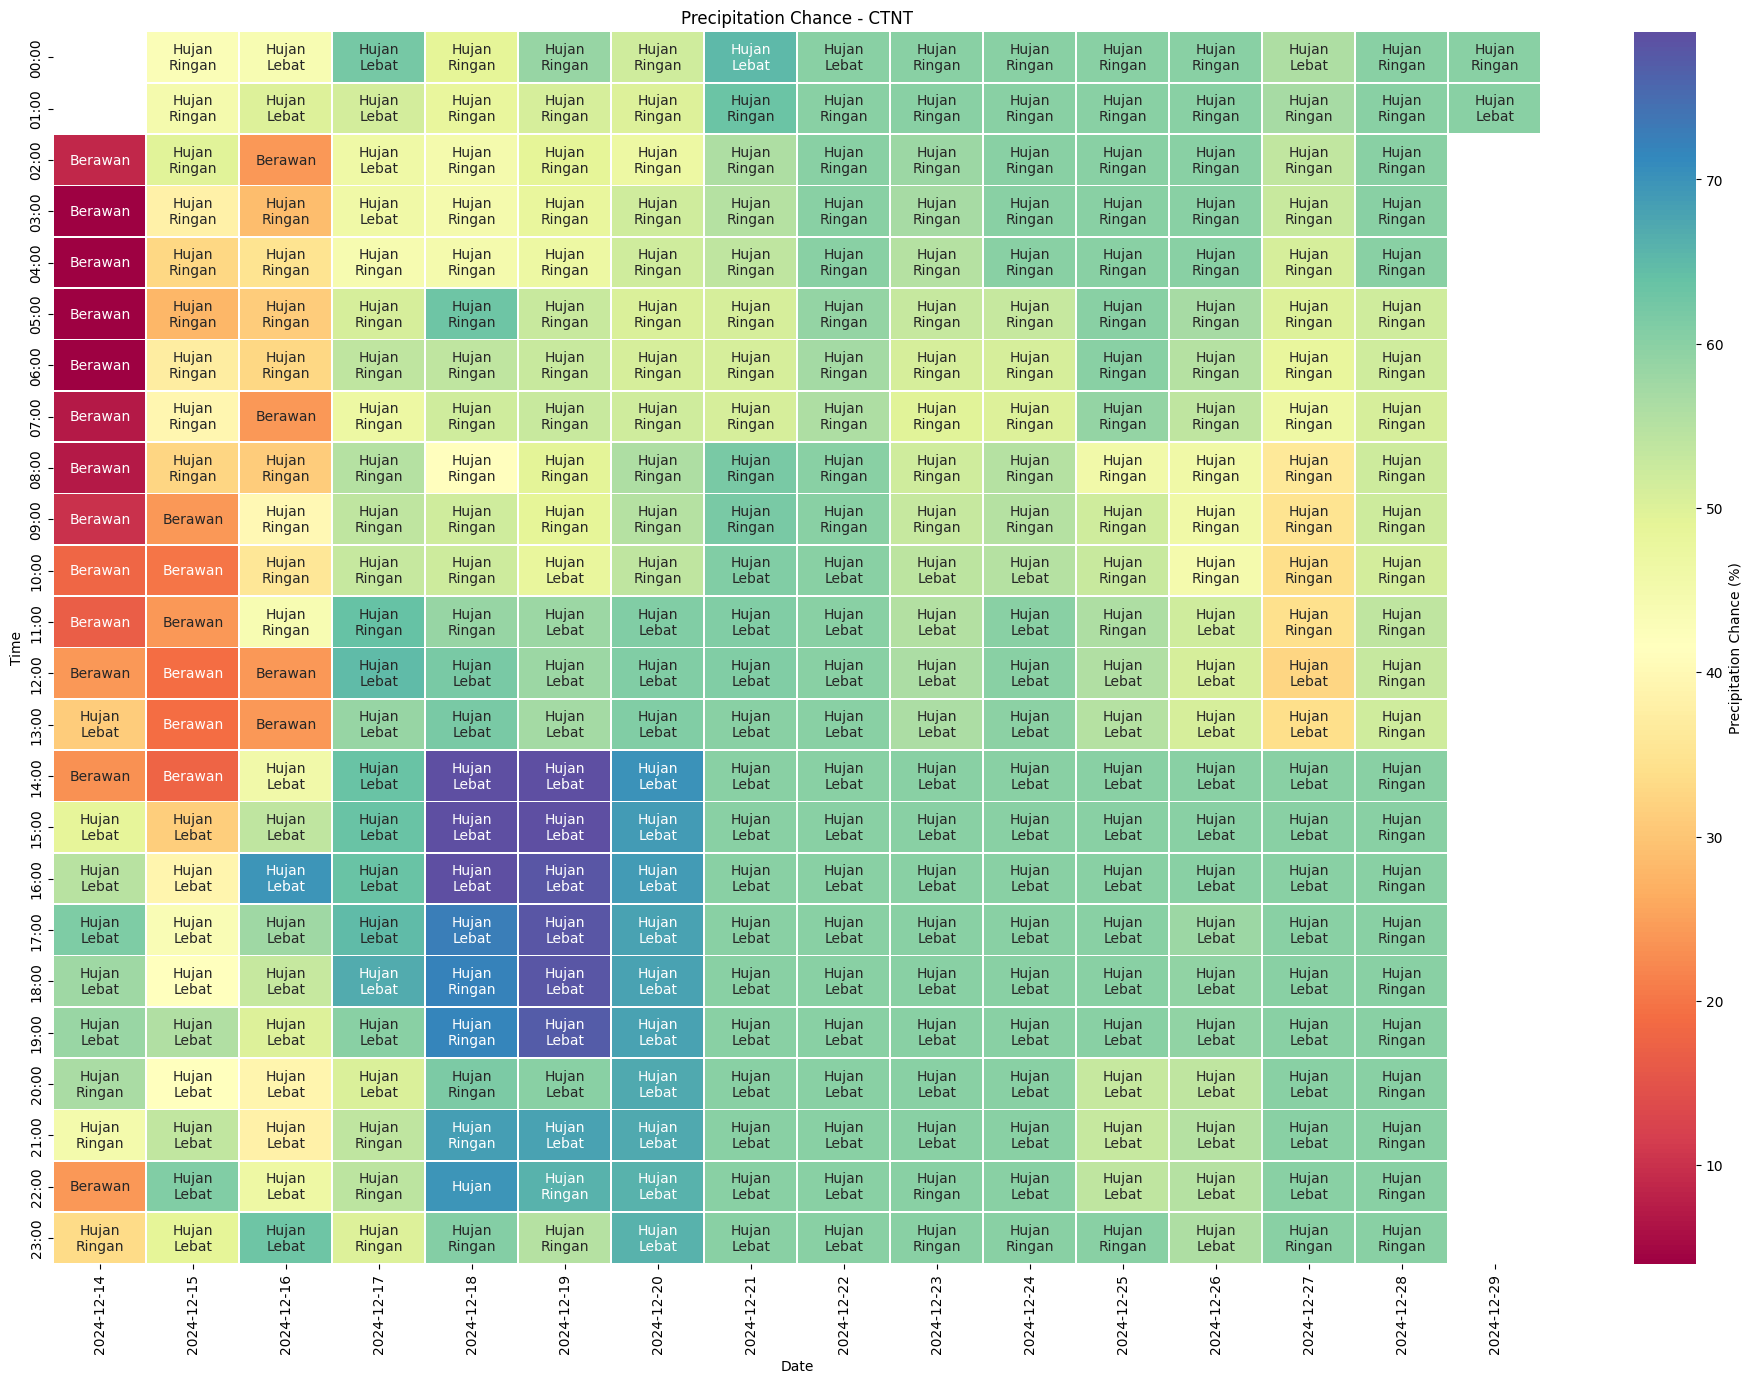 Precipitation Chance - CTNT
00:00 Hujan Ringan Hujan Lebat Hujan Lebat Hujan Ringan Hujan Ringan Hujan Ringan Hujan Lebat Hujan Lebat Hujan Ringan Hujan Ringan Hujan Ringan Hujan Ringan Hujan Lebat Hujan Ringan Hujan Ringan
01:00 Hujan Ringan Hujan Lebat Hujan Lebat Hujan Ringan Hujan Ringan Hujan Ringan Hujan Ringan Hujan Ringan Hujan Ringan Hujan Ringan Hujan Ringan Hujan Ringan Hujan Ringan Hujan Ringan Hujan Lebat
02:00 Berawan Hujan Ringan Berawan Hujan Lebat Hujan Ringan Hujan Ringan Hujan Ringan Hujan Ringan Hujan Ringan Hujan Ringan Hujan Ringan Hujan Ringan Hujan Ringan Hujan Ringan Hujan Ringan
03:00 Berawan Hujan Ringan Hujan Ringan Hujan Lebat Hujan Ringan Hujan Ringan Hujan Ringan Hujan Ringan Hujan Ringan Hujan Ringan Hujan Ringan Hujan Ringan Hujan Ringan Hujan Ringan Hujan Ringan
04:00 Berawan Hujan Ringan Hujan Ringan Hujan Ringan Hujan Ringan Hujan Ringan Hujan Ringan Hujan Ringan Hujan Ringan Hujan Ringan Hujan Ringan Hujan Ringan Hujan Ringan Hujan Ringan Hujan Ringan
05:00 Berawan Hujan Ringan Hujan Ringan Hujan Ringan Hujan Ringan Hujan Ringan Hujan Ringan Hujan Ringan Hujan Ringan Hujan Ringan Hujan Ringan Hujan Ringan Hujan Ringan Hujan Ringan Hujan Ringan
06:00 Berawan Hujan Ringan Hujan Ringan Hujan Ringan Hujan Ringan Hujan Ringan Hujan Ringan Hujan Ringan Hujan Ringan Hujan Ringan Hujan Ringan Hujan Ringan Hujan Ringan Hujan Ringan Hujan Ringan
07:00 Berawan Hujan Ringan Berawan Hujan Ringan Hujan Ringan Hujan Ringan Hujan Ringan Hujan Ringan Hujan Ringan Hujan Ringan Hujan Ringan Hujan Ringan Hujan Ringan Hujan Ringan Hujan Ringan
08:00 Berawan Hujan Ringan Hujan Ringan Hujan Ringan Hujan Ringan Hujan Ringan Hujan Ringan Hujan Ringan Hujan Ringan Hujan Ringan Hujan Ringan Hujan Ringan Hujan Ringan Hujan Ringan Hujan Ringan
09:00 Berawan Berawan Hujan Ringan Hujan Ringan Hujan Ringan Hujan Ringan Hujan Ringan Hujan Ringan Hujan Ringan Hujan Ringan Hujan Ringan Hujan Ringan Hujan Ringan Hujan Ringan Hujan Ringan
10:00 Berawan Berawan Hujan Ringan Hujan Ringan Hujan Ringan Hujan Lebat Hujan Ringan Hujan Lebat Hujan Lebat Hujan Lebat Hujan Lebat Hujan Ringan Hujan Ringan Hujan Ringan Hujan Ringan
11:00 Berawan Berawan Hujan Ringan Hujan Ringan Hujan Ringan Hujan Lebat Hujan Lebat Hujan Lebat Hujan Lebat Hujan Lebat Hujan Lebat Hujan Ringan Hujan Lebat Hujan Ringan Hujan Ringan
12:00 Berawan Berawan Berawan Hujan Lebat Hujan Lebat Hujan Lebat Hujan Lebat Hujan Lebat Hujan Lebat Hujan Lebat Hujan Lebat Hujan Lebat Hujan Lebat Hujan Lebat Hujan Ringan
13:00 Hujan Lebat Berawan Berawan Hujan Lebat Hujan Lebat Hujan Lebat Hujan Lebat Hujan Lebat Hujan Lebat Hujan Lebat Hujan Lebat Hujan Lebat Hujan Lebat Hujan Lebat Hujan Ringan
14:00 Berawan Berawan Hujan Lebat Hujan Lebat Hujan Lebat Hujan Lebat Hujan Lebat Hujan Lebat Hujan Lebat Hujan Lebat Hujan Lebat Hujan Lebat Hujan Lebat Hujan Lebat Hujan Ringan
15:00 Hujan Lebat Hujan Lebat Hujan Lebat Hujan Lebat Hujan Lebat Hujan Lebat Hujan Lebat Hujan Lebat Hujan Lebat Hujan Lebat Hujan Lebat Hujan Lebat Hujan Lebat Hujan Lebat Hujan Ringan
16:00 Hujan Lebat Hujan Lebat Hujan Lebat Hujan Lebat Hujan Lebat Hujan Lebat Hujan Lebat Hujan Lebat Hujan Lebat Hujan Lebat Hujan Lebat Hujan Lebat Hujan Lebat Hujan Lebat Hujan Ringan
17:00 Hujan Lebat Hujan Lebat Hujan Lebat Hujan Lebat Hujan Lebat Hujan Lebat Hujan Lebat Hujan Lebat Hujan Lebat Hujan Lebat Hujan Lebat Hujan Lebat Hujan Lebat Hujan Lebat Hujan Ringan
18:00 Hujan Lebat Hujan Lebat Hujan Lebat Hujan Lebat Hujan Ringan Hujan Lebat Hujan Lebat Hujan Lebat Hujan Lebat Hujan Lebat Hujan Lebat Hujan Lebat Hujan Lebat Hujan Lebat Hujan Ringan
19:00 Hujan Lebat Hujan Lebat Hujan Lebat Hujan Lebat Hujan Ringan Hujan Lebat Hujan Lebat Hujan Lebat Hujan Lebat Hujan Lebat Hujan Lebat Hujan Lebat Hujan Lebat Hujan Lebat Hujan Ringan
20:00 Hujan Ringan Hujan Lebat Hujan Lebat Hujan Lebat Hujan Ringan Hujan Lebat Hujan Lebat Hujan Lebat Hujan Lebat Hujan Lebat Hujan Lebat Hujan Lebat Hujan Lebat Hujan Lebat Hujan Ringan
21:00 Hujan Ringan Hujan Lebat Hujan Lebat Hujan Ringan Hujan Ringan Hujan Lebat Hujan Lebat Hujan Lebat Hujan Lebat Hujan Lebat Hujan Lebat Hujan Lebat Hujan Lebat Hujan Lebat Hujan Ringan
22:00 Berawan Hujan Lebat Hujan Lebat Hujan Ringan Hujan Hujan Ringan Hujan Lebat Hujan Lebat Hujan Lebat Hujan Ringan Hujan Lebat Hujan Lebat Hujan Lebat Hujan Lebat Hujan Ringan
23:00 Hujan Ringan Hujan Lebat Hujan Lebat Hujan Ringan Hujan Ringan Hujan Ringan Hujan Lebat Hujan Lebat Hujan Lebat Hujan Ringan Hujan Ringan Hujan Ringan Hujan Lebat Hujan Ringan Hujan Ringan
Time
2024-12-14 2024-12-15 2024-12-16 2024-12-17 2024-12-18 2024-12-19 2024-12-20 2024-12-21 2024-12-22 2024-12-23 2024-12-24 2024-12-25 2024-12-26 2024-12-27 2024-12-28 2024-12-29
Date
70
60
50
40
30
20
10
Precipitation Chance (%)